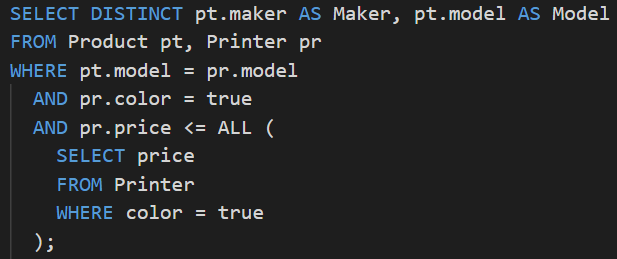 SELECT DISTINCT pt.maker AS Maker, pt.model AS Model
FROM Product pt, Printer pr
WHERE pt.model = pr.model
  AND pr.color = true
  AND pr.price <= ALL (
    SELECT price
    FROM Printer
    WHERE color = true
  );